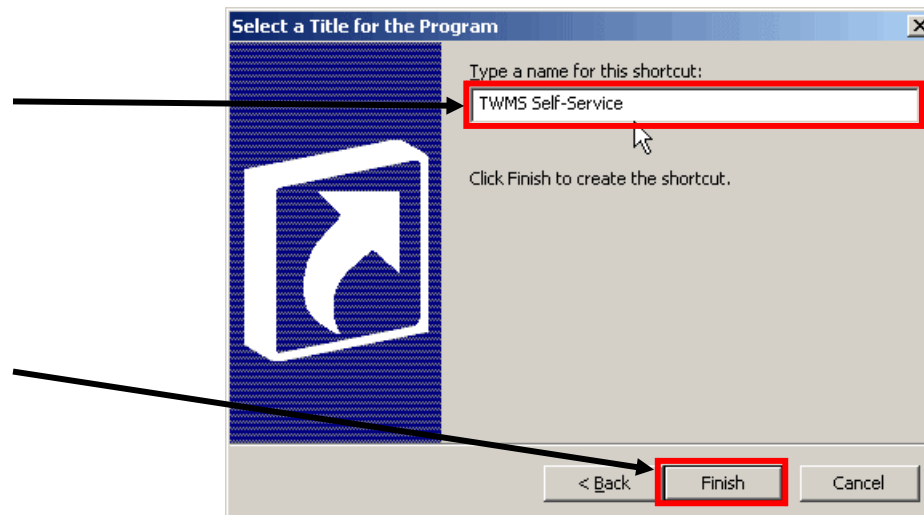 Select a Title for the Program
Type a name for this shortcut:
TWMS Self-Service
Click Finish to create the shortcut.
< Back Finish Cancel